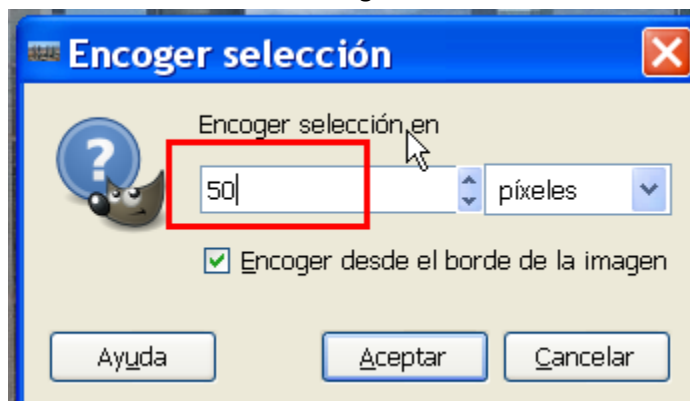 Encoger selección
Encoger selección en
50 píxeles
Encoger desde el borde de la imagen
Ayuda Aceptar Cancelar